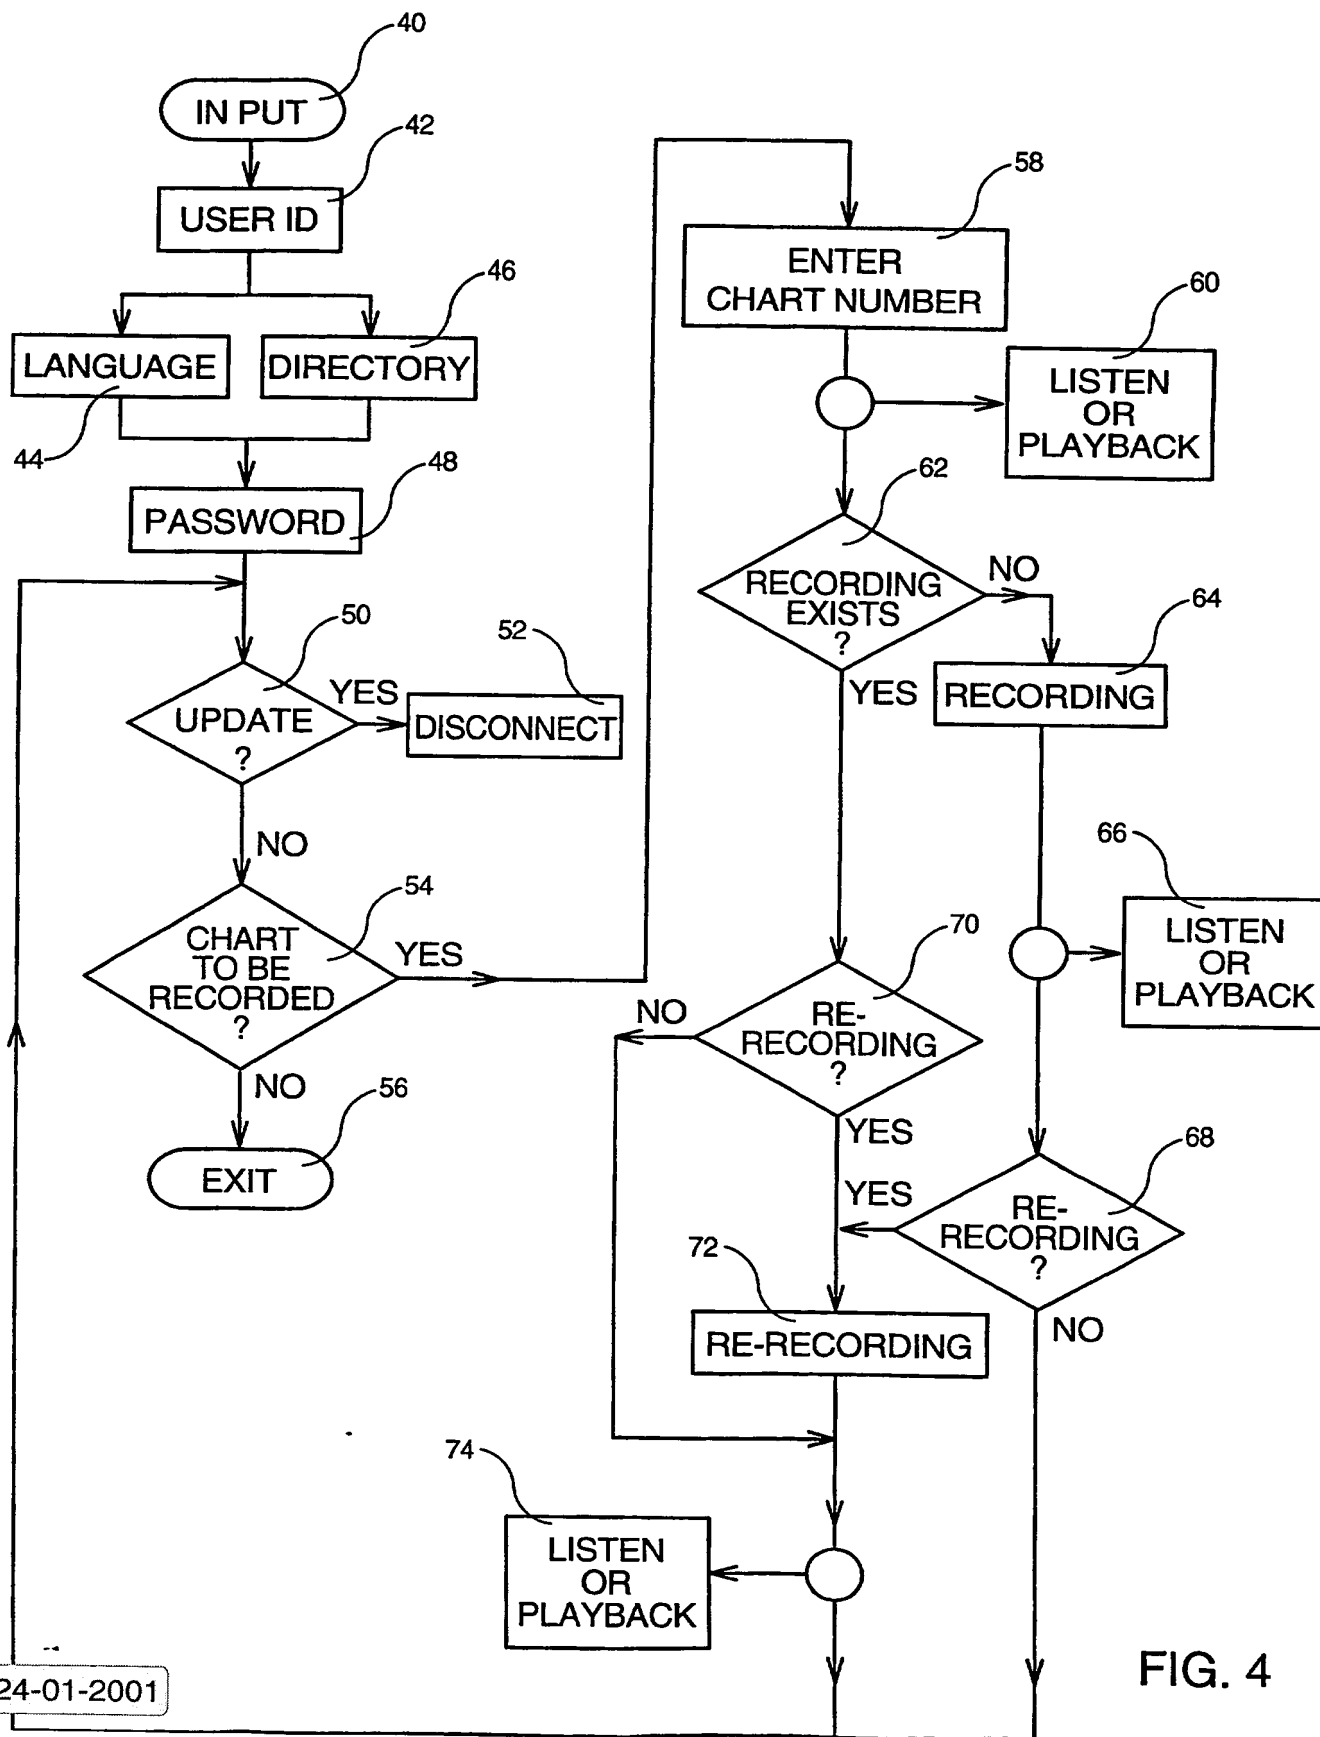 40
IN PUT
42
USER ID
46
LANGUAGE
DIRECTORY
44
48
PASSWORD
50
52
YES
UPDATE
?
DISCONNECT
NO
54
CHART
TO BE
RECORDED
?
YES
NO
56
EXIT
58
ENTER
CHART NUMBER
60
LISTEN
OR
PLAYBACK
62
RECORDING
EXISTS
?
NO
64
YES
RECORDING
66
LISTEN
OR
PLAYBACK
70
NO
RE-
RECORDING
?
YES
68
YES
RE-
RECORDING
?
72
NO
RE-RECORDING
74
LISTEN
OR
PLAYBACK
FIG. 4
24-01-2001